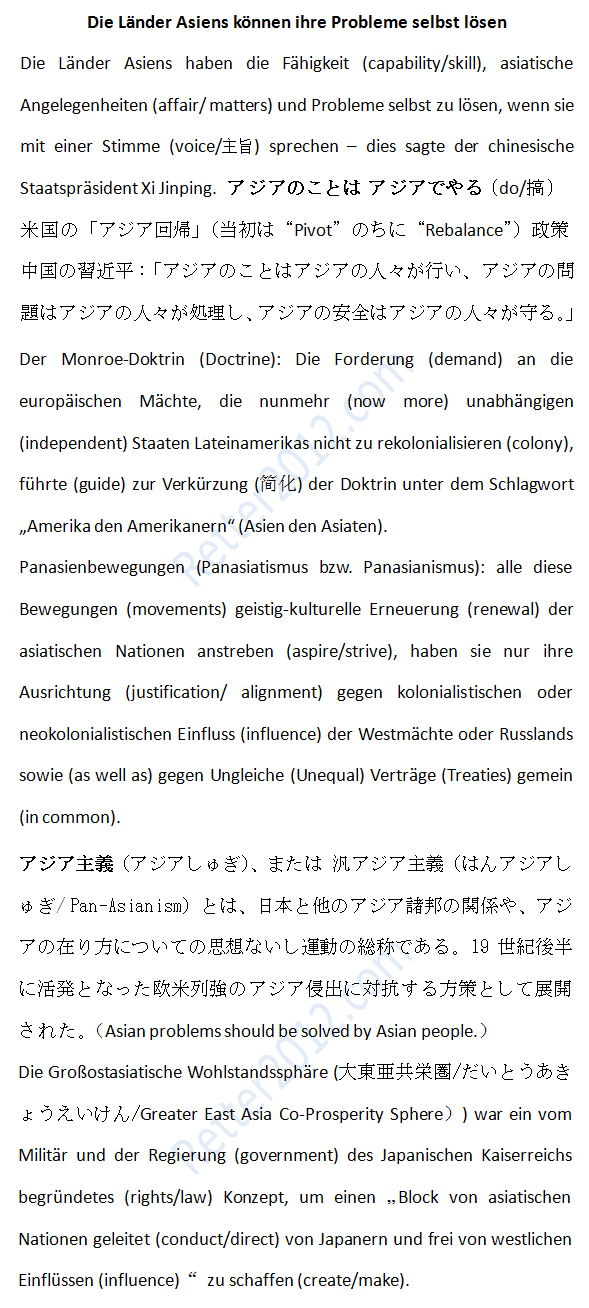 Die Länder Asiens können ihre Probleme selbst lösen
Die Länder Asiens haben die Fähigkeit (capability/skill), asiatische
Angelegenheiten (affair/ matters) und Probleme selbst zu lösen, wenn sie
mit einer Stimme (voice/主旨) sprechen – dies sagte der chinesische
Staatspräsident Xi Jinping. アジアのことは アジアでやる（do/搞）
米国の「アジア回帰」（当初は“Pivot”のちに“Rebalance”）政策
中国の習近平：「アジアのことはアジアの人々が行い、アジアの問
題はアジアの人々が処理し、アジアの安全はアジアの人々が守る。」
Der Monroe-Doktrin (Doctrine): Die Forderung (demand) an die
europäischen Mächte, die nunmehr (now more) unabhängigen
(independent) Staaten Lateinamerikas nicht zu rekolonialisieren (colony),
führte (guide) zur Verkürzung (简化) der Doktrin unter dem Schlagwort
„Amerika den Amerikanern“ (Asien den Asiaten).
Panasienbewegungen (Panasiatismus bzw. Panasianismus): alle diese
Bewegungen (movements) geistig-kulturelle Erneuerung (renewal) der
asiatischen Nationen anstreben (aspire/strive), haben sie nur ihre
Ausrichtung (justification/ alignment) gegen kolonialistischen oder
neokolonialistischen Einfluss (influence) der Westmächte oder Russlands
sowie (as well as) gegen Ungleiche (Unequal) Verträge (Treaties) gemein
(in common).
アジア主義（アジアしゅぎ）、または 汎アジア主義（はんアジアし
ゅぎ/Pan-Asianism）とは、日本と他のアジア諸邦の関係や、アジ
アの在り方についての思想ないし運動の総称である。19 世紀後半
に活発となった欧米列強のアジア侵出に対抗する方策として展開
された。（Asian problems should be solved by Asian people.）
Die Großostasiatische Wohlstandssphäre (大東亜共栄圏/だいとうあき
ょうえいけん/Greater East Asia Co-Prosperity Sphere）) war ein vom
Militär und der Regierung (government) des Japanischen Kaiserreichs
begründetes (rights/law) Konzept, um einen „Block von asiatischen
Nationen geleitet (conduct/direct) von Japanern und frei von westlichen
Einflüssen (influence) “ zu schaffen (create/make).
Retter2012.com
Retter2012.com